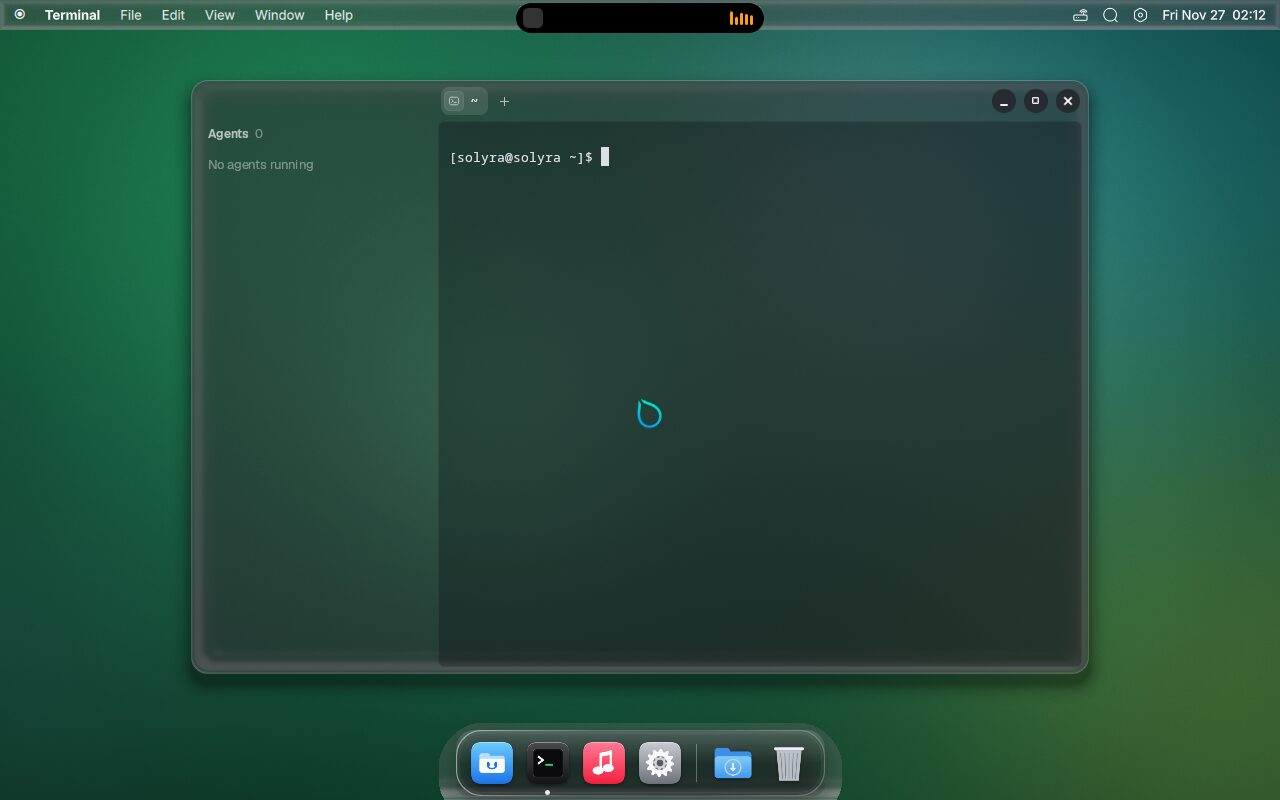 Terminal File Edit View Window Help
Fri Nov 27 02:12
~ +
Agents 0
No agents running
[solyra@solyra ~]$